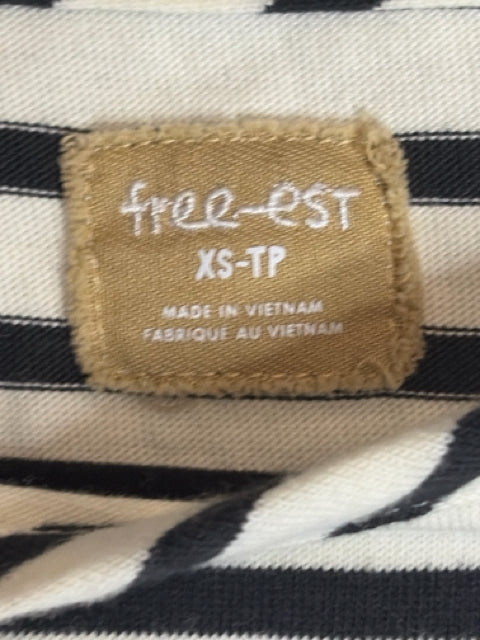 free-est
XS-TP
MADE IN VIETNAM
FABRIQUE AU VIETNAM